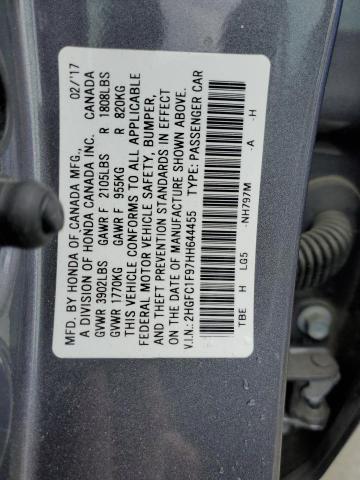 MFD. BY HONDA OF CANADA MFG., 02/'17
A DIVISION OF HONDA CANADA INC. CANADA
GVWR 3902LBS GAWR F 2105LBS R 1808LBS
GVWR 1770KG GAWR F 955KG R 820KG
THIS VEHICLE CONFORMS TO ALL APPLICABLE
FEDERAL MOTOR VEHICLE SAFETY, BUMPER,
AND THEFT PREVENTION STANDARDS IN EFFECT
ON THE DATE OF MANUFACTURE SHOWN ABOVE.
V.I.N.: 2HGFC1F97HH644455 TYPE: PASSENGER CAR
TBE H LG5 -NH797M -A -H